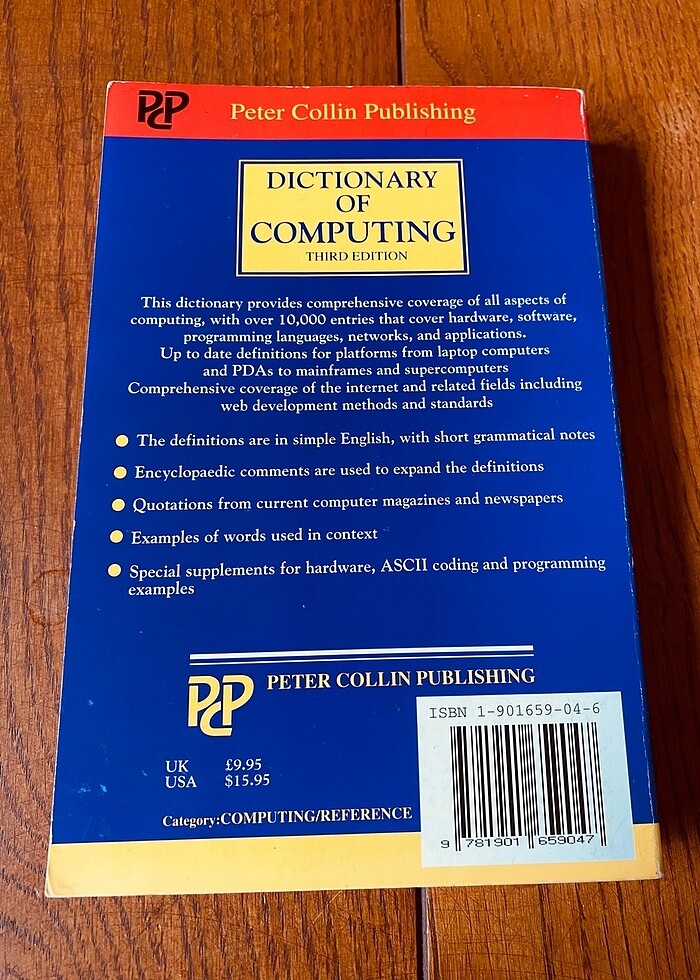 PCP Peter Collin Publishing
DICTIONARY
OF
COMPUTING
THIRD EDITION
This dictionary provides comprehensive coverage of all aspects of
computing, with over 10,000 entries that cover hardware, software,
programming languages, networks, and applications.
Up to date definitions for platforms from laptop computers
and PDAs to mainframes and supercomputers
Comprehensive coverage of the internet and related fields including
web development methods and standards
The definitions are in simple English, with short grammatical notes
Encyclopaedic comments are used to expand the definitions
Quotations from current computer magazines and newspapers
Examples of words used in context
Special supplements for hardware, ASCII coding and programming
examples
PCP PETER COLLIN PUBLISHING
UK £9.95
USA $15.95
Category:COMPUTING/REFERENCE
ISBN 1-901659-04-6
9 781901 659047